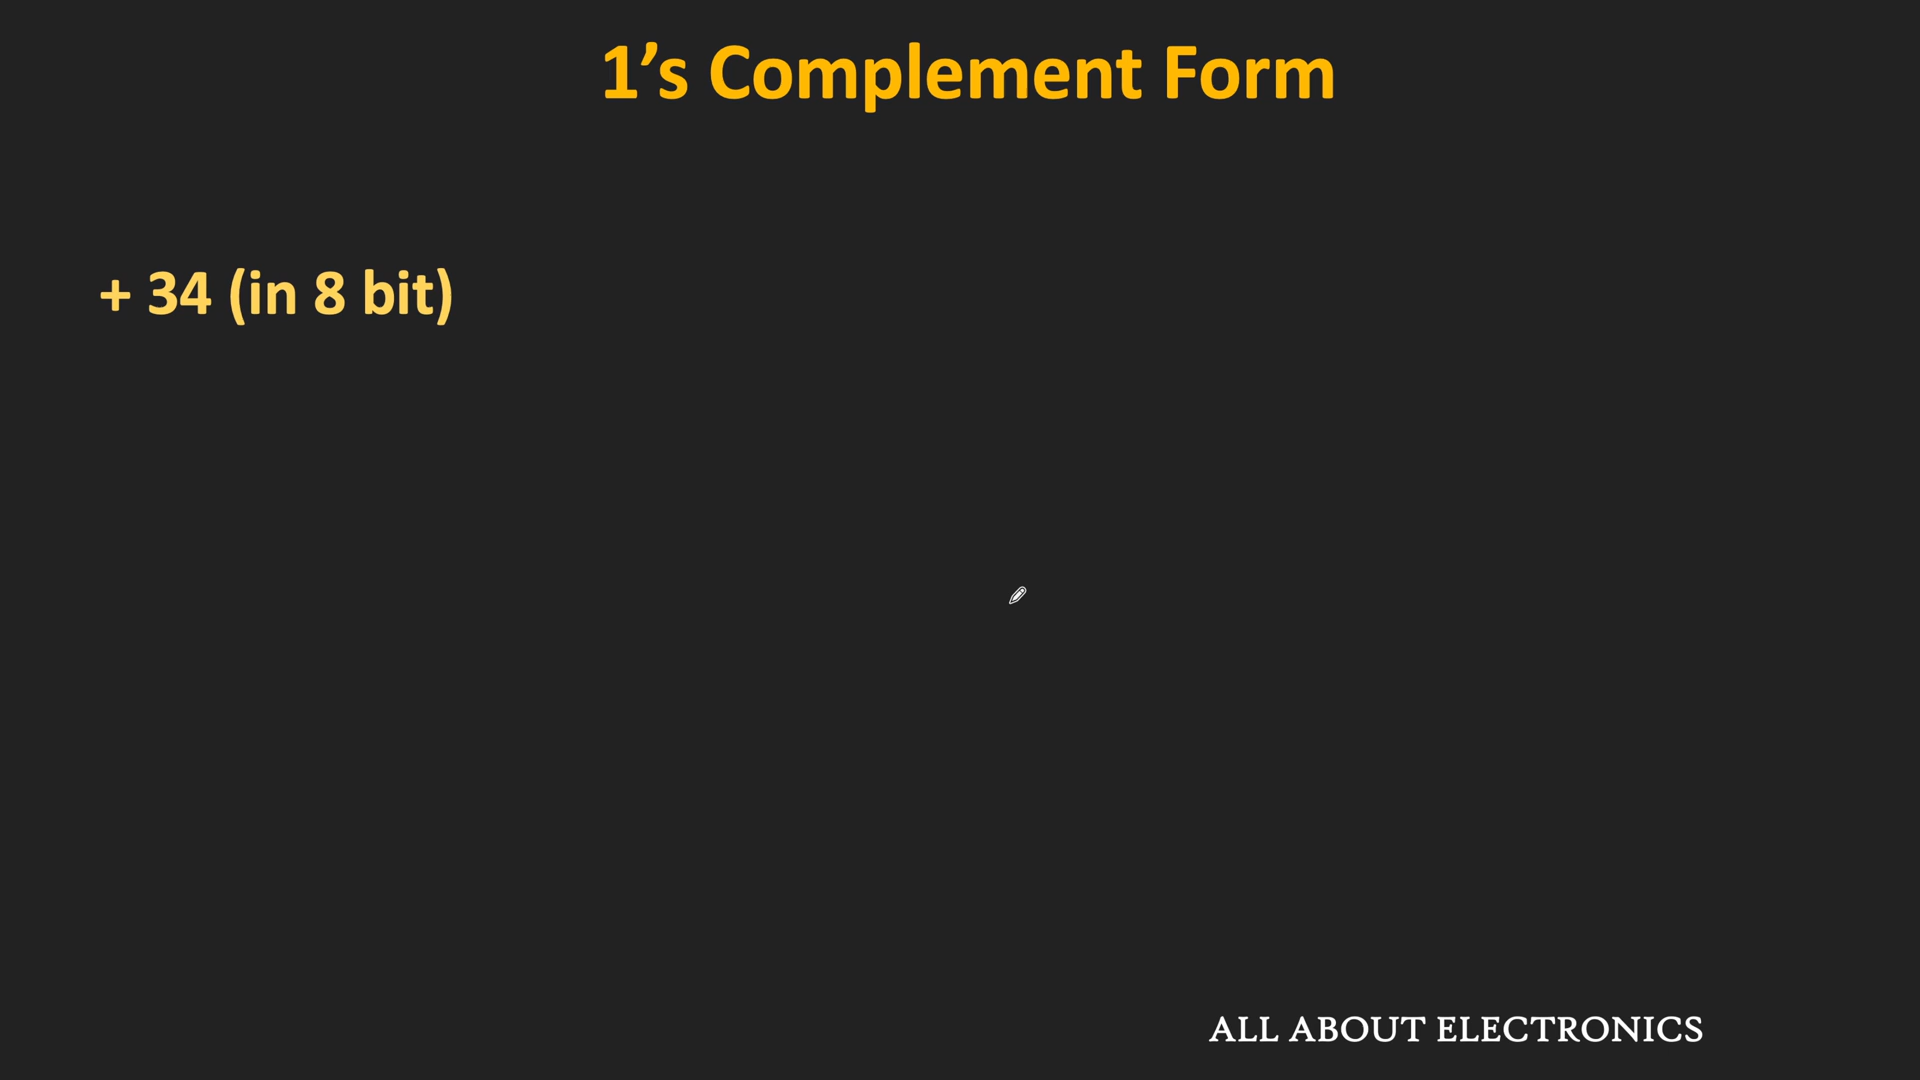 1’s Complement Form
+ 34 (in 8 bit)
ALL ABOUT ELECTRONICS